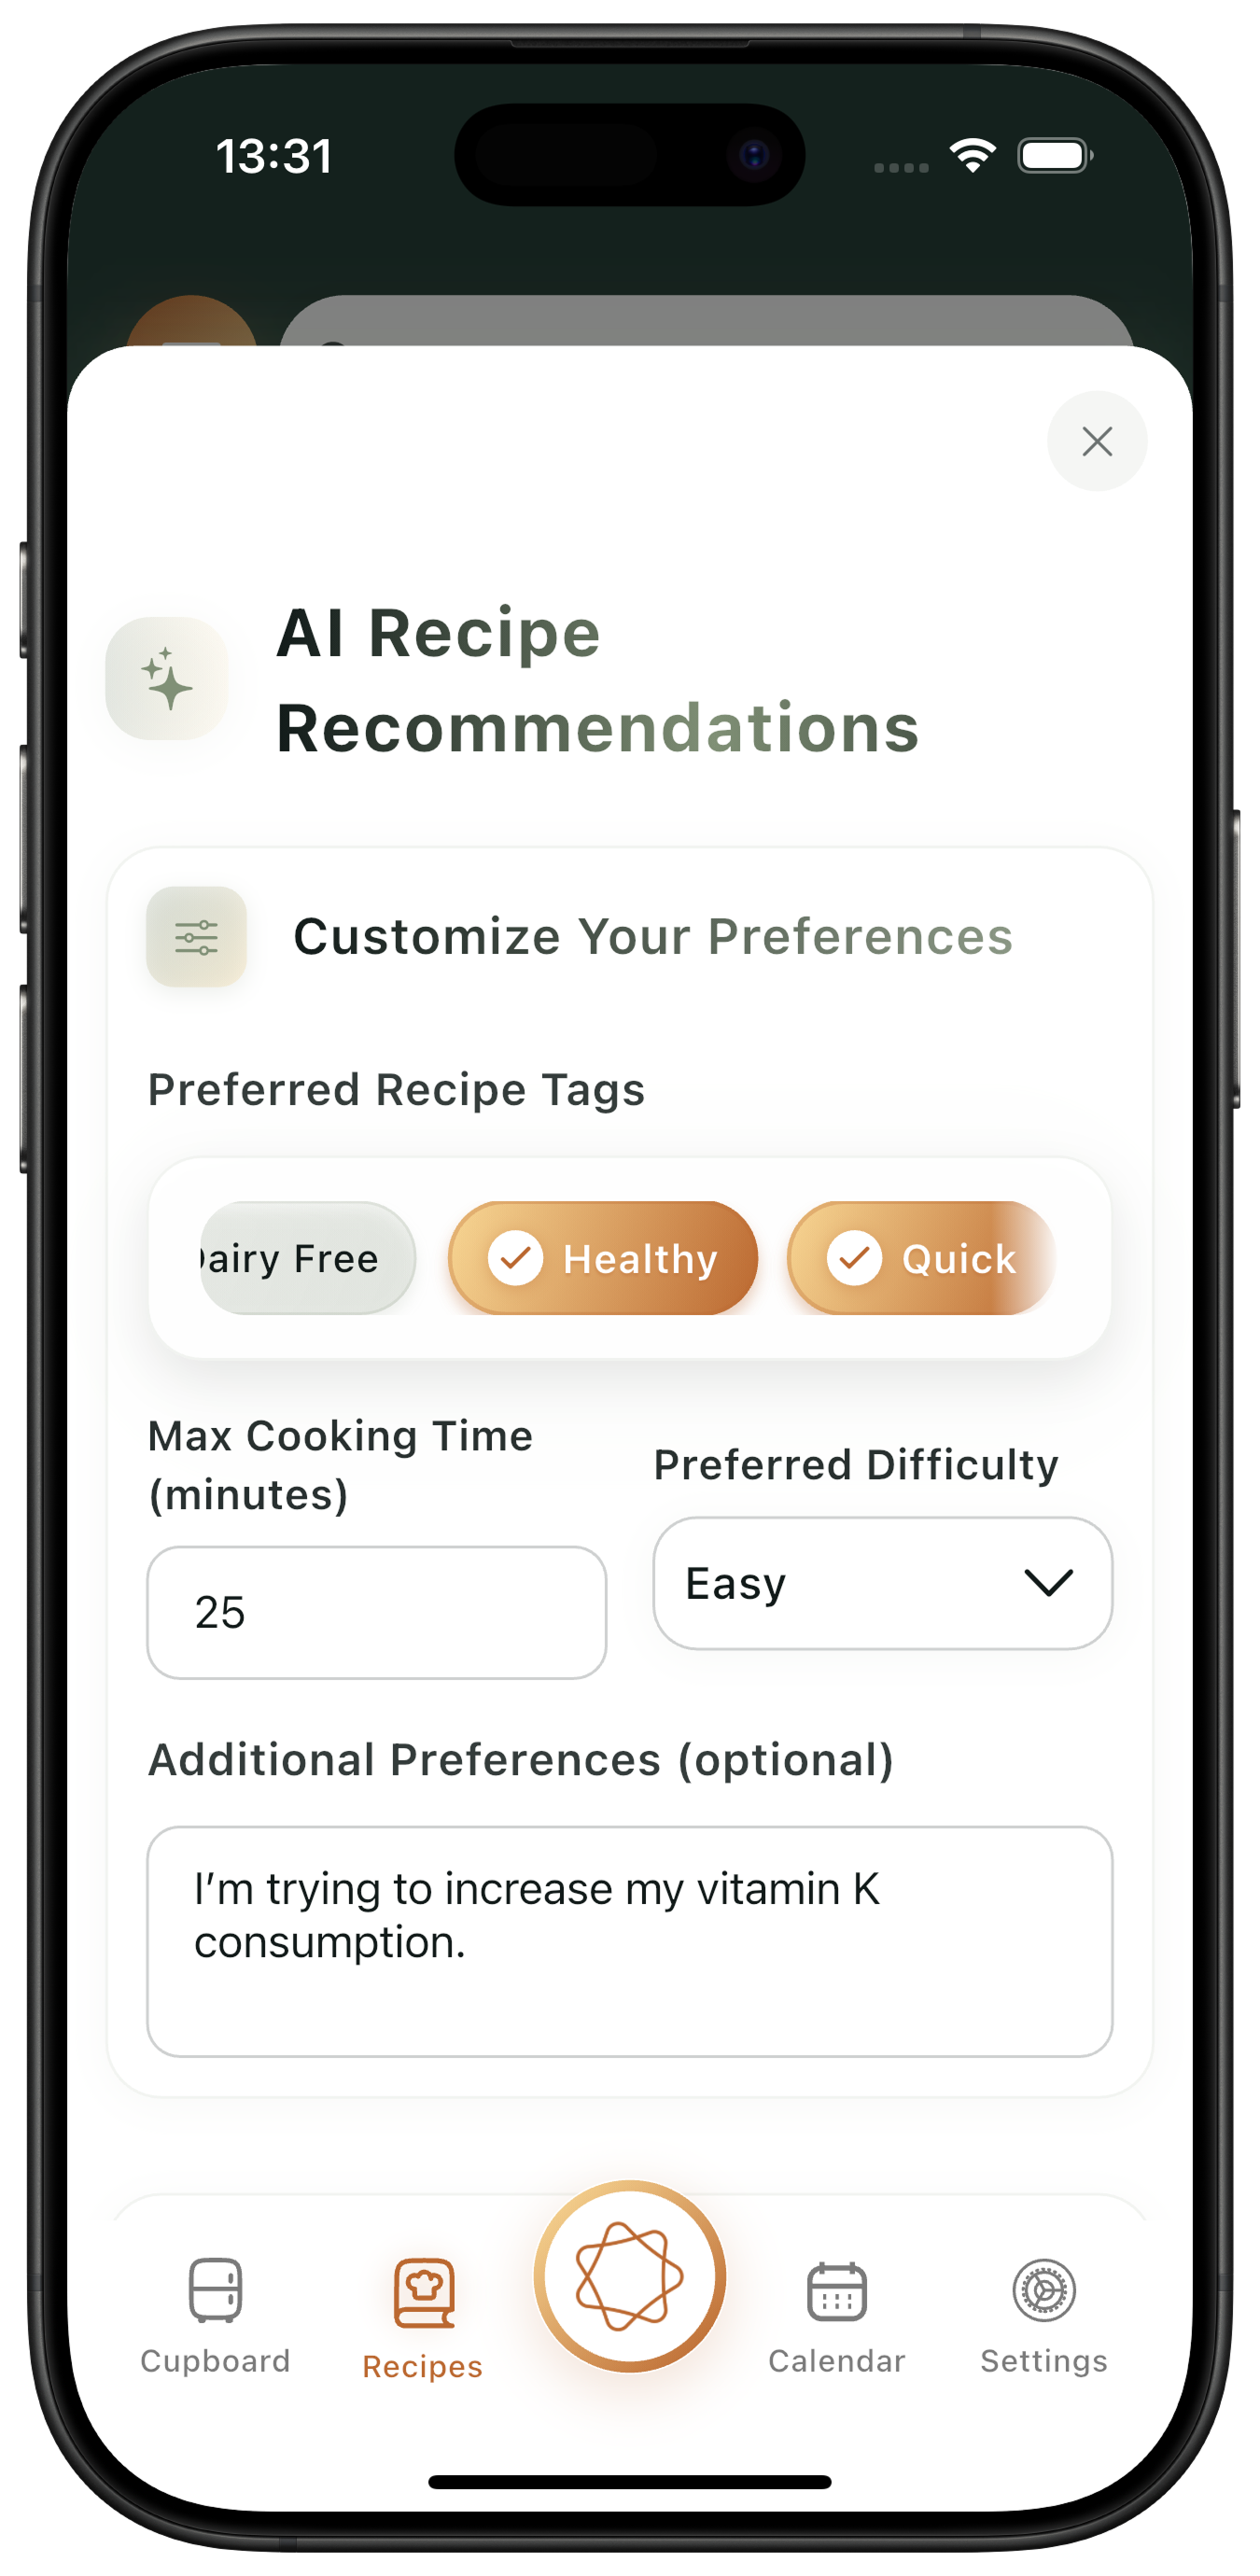 13:31
AI Recipe
Recommendations
Customize Your Preferences
Preferred Recipe Tags
Dairy Free
Healthy
Quick
Max Cooking Time
(minutes)
Preferred Difficulty
25
Easy
Additional Preferences (optional)
I’m trying to increase my vitamin K
consumption.
Cupboard
Recipes
Calendar
Settings